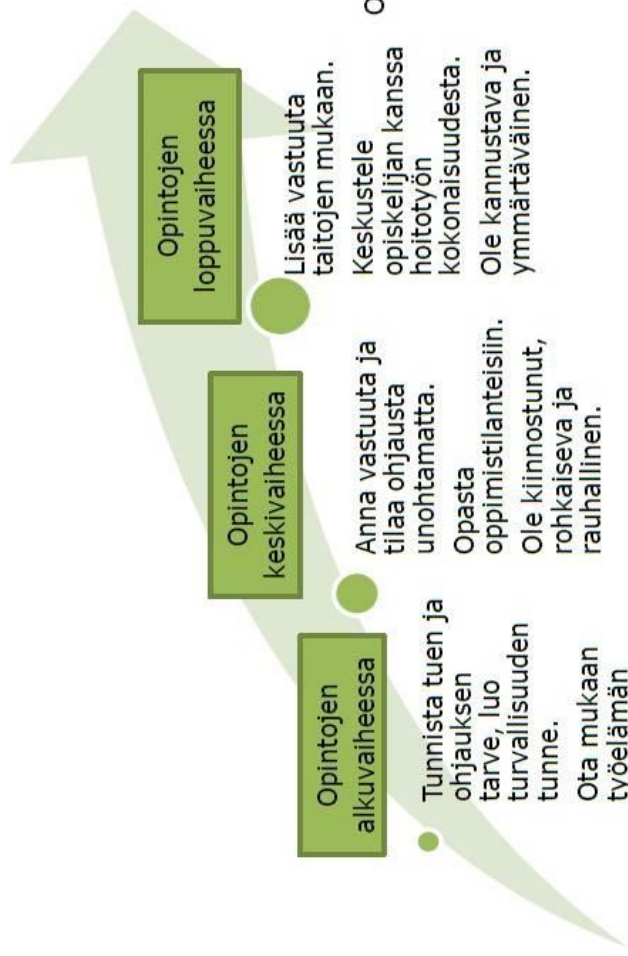 Opintojen
alkuvaiheessa
Tunnista tuen ja
ohjauksen
tarve, luo
turvallisuuden
tunne.
Ota mukaan
työelämän
Opintojen
keskivaiheessa
Anna vastuuta ja
tilaa ohjausta
unohtamatta.
Opasta
oppimistilanteisiin.
Ole kiinnostunut,
rohkaiseva ja
rauhallinen.
Opintojen
loppuvaiheessa
Lisää vastuuta
taitojen mukaan.
Keskustele
opiskelijan kanssa
hoitotyön
kokonaisuudesta.
Ole kannustava ja
ymmärtäväinen.
O